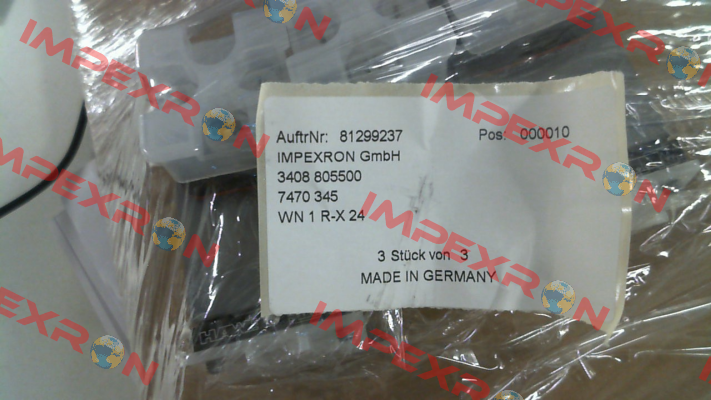 AuftrNr: 81299237 Pos: 000010
IMPEXRON GmbH
3408 805500
7470 345
WN 1 R-X 24
3 Stück von 3
MADE IN GERMANY
IMPEXRON
IMPEXRON
IMPEXRON
IMPEXRON
IMPEXRON
IMPEXRON
IMPEXRON